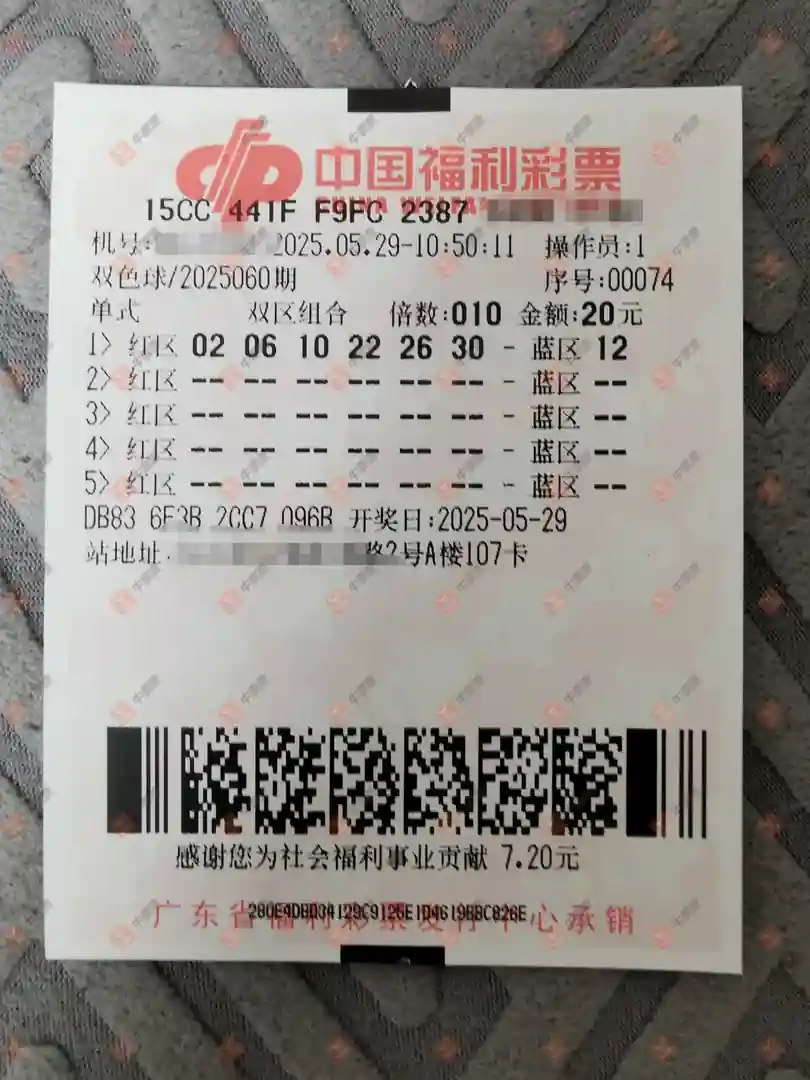 中国福利彩票
15CC 441F F9FC 2387
机号: 2025.05.29-10:50:11 操作员:1
双色球/2025060期 序号:00074
单式 双区组合 倍数:010 金额:20元
1> 红区 02 06 10 22 26 30 - 蓝区 12
2> 红区 -- -- -- -- -- -- - 蓝区 --
3> 红区 -- -- -- -- -- -- - 蓝区 --
4> 红区 -- -- -- -- -- -- - 蓝区 --
5> 红区 -- -- -- -- -- -- - 蓝区 --
DB83 6F3B 2CC7 096B 开奖日:2025-05-29
站地址: 路2号A楼107卡
感谢您为社会福利事业贡献 7.20元
广东省福利彩票发行中心承销